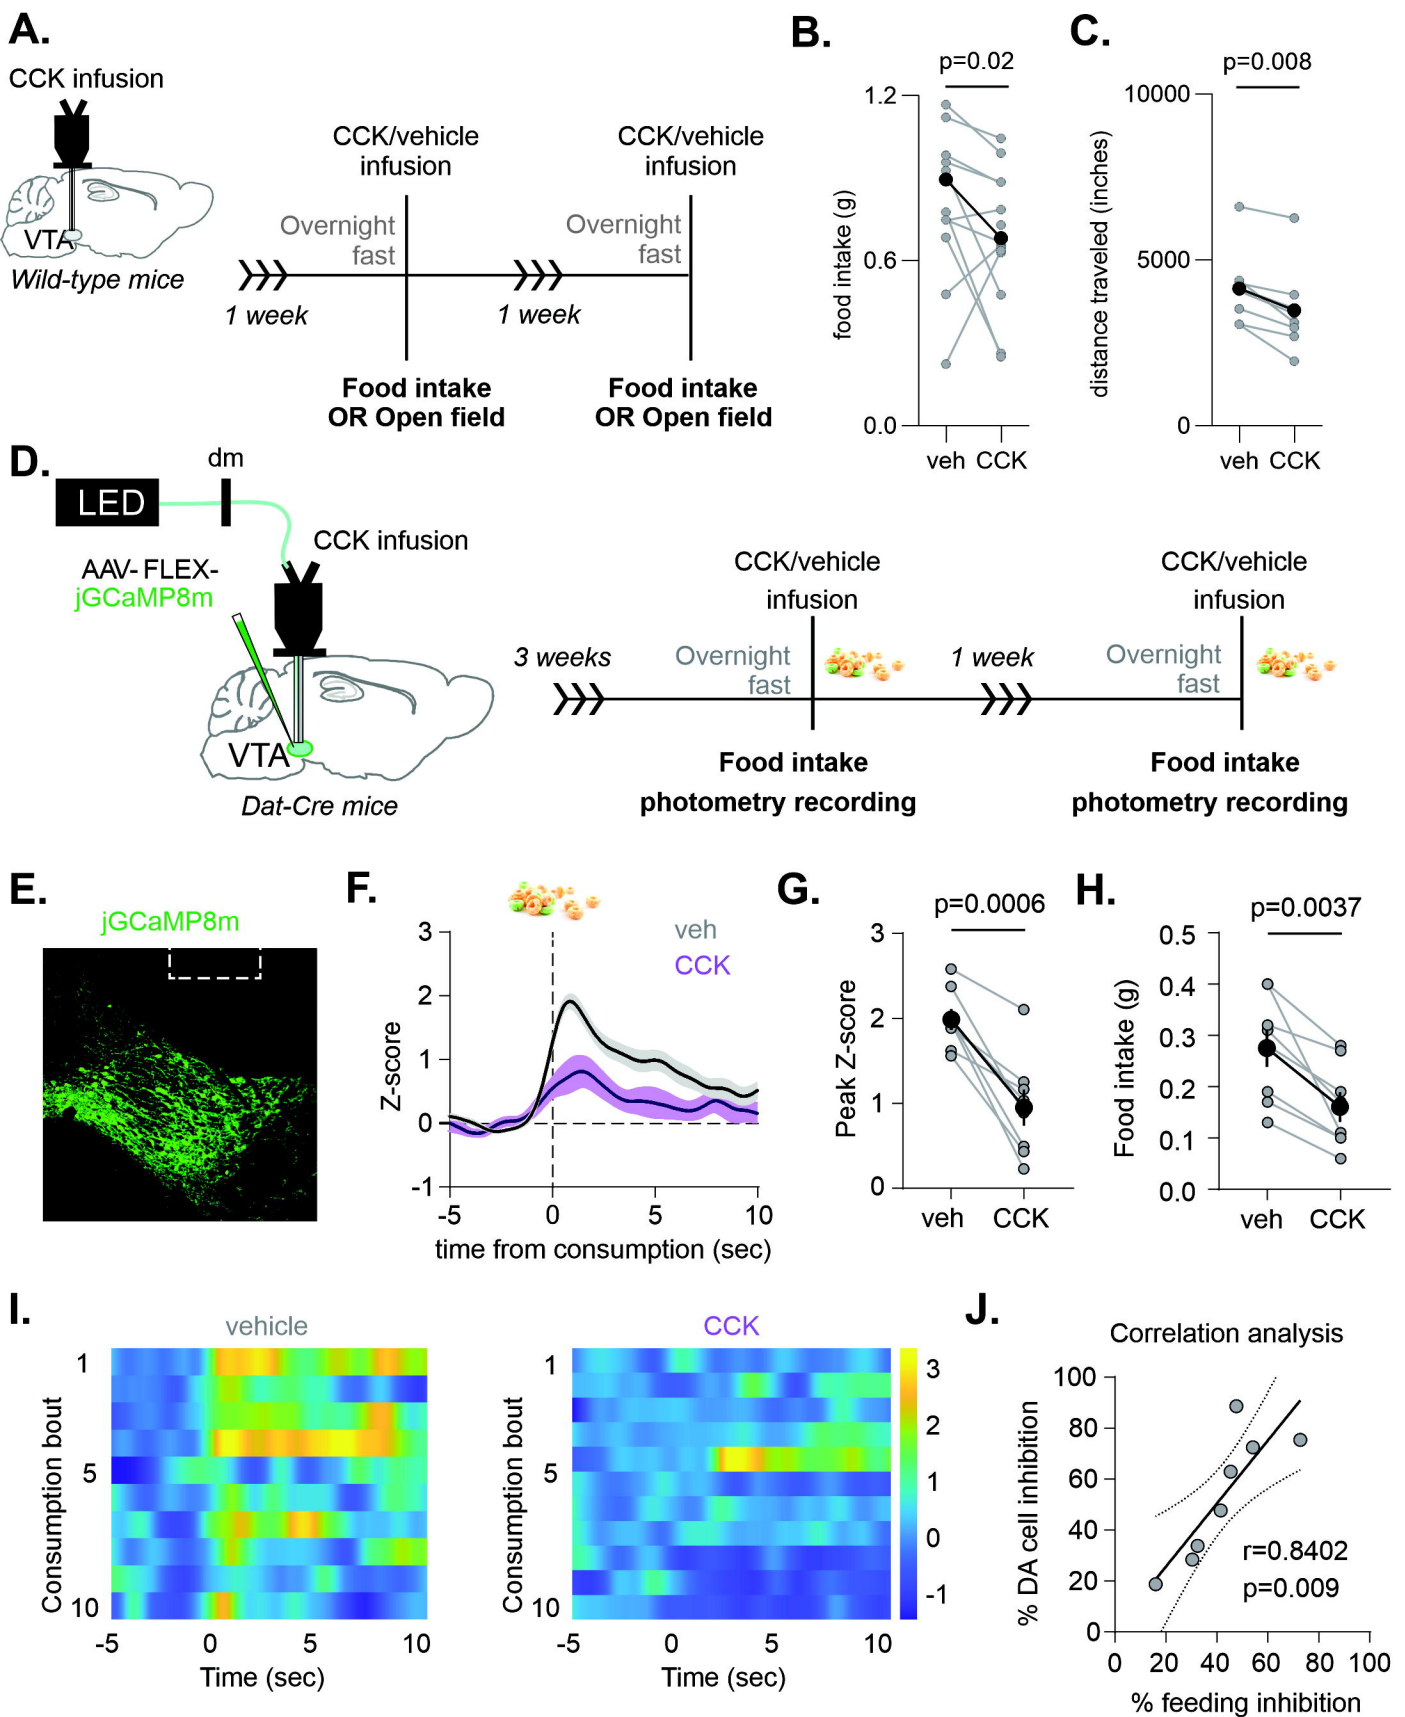 A.
CCK infusion
VTA
Wild-type mice
CCK/vehicle
infusion
Overnight
fast
1 week
Food intake
OR Open field
CCK/vehicle
infusion
Overnight
fast
1 week
Food intake
OR Open field
B.
p=0.02
food intake (g)
1.2
0.6
0.0
veh CCK
C.
p=0.008
distance traveled (inches)
10000
5000
0
veh CCK
D.
dm
LED
CCK infusion
AAV- FLEX-
jGCaMP8m
VTA
Dat-Cre mice
3 weeks
CCK/vehicle
infusion
Overnight
fast
Food intake
photometry recording
1 week
CCK/vehicle
infusion
Overnight
fast
Food intake
photometry recording
E.
jGCaMP8m
F.
veh
CCK
Z-score
3
2
1
0
-1
-5 0 5 10
time from consumption (sec)
G.
p=0.0006
Peak Z-score
3
2
1
0
veh CCK
H.
p=0.0037
Food intake (g)
0.5
0.4
0.3
0.2
0.1
0.0
veh CCK
I.
vehicle
Consumption bout
1
5
10
-5 0 5 10
Time (sec)
CCK
Consumption bout
1
5
10
-5 0 5 10
Time (sec)
3
2
1
0
-1
J.
Correlation analysis
% DA cell inhibition
100
80
60
40
20
0
r=0.8402
p=0.009
0 20 40 60 80 100
% feeding inhibition